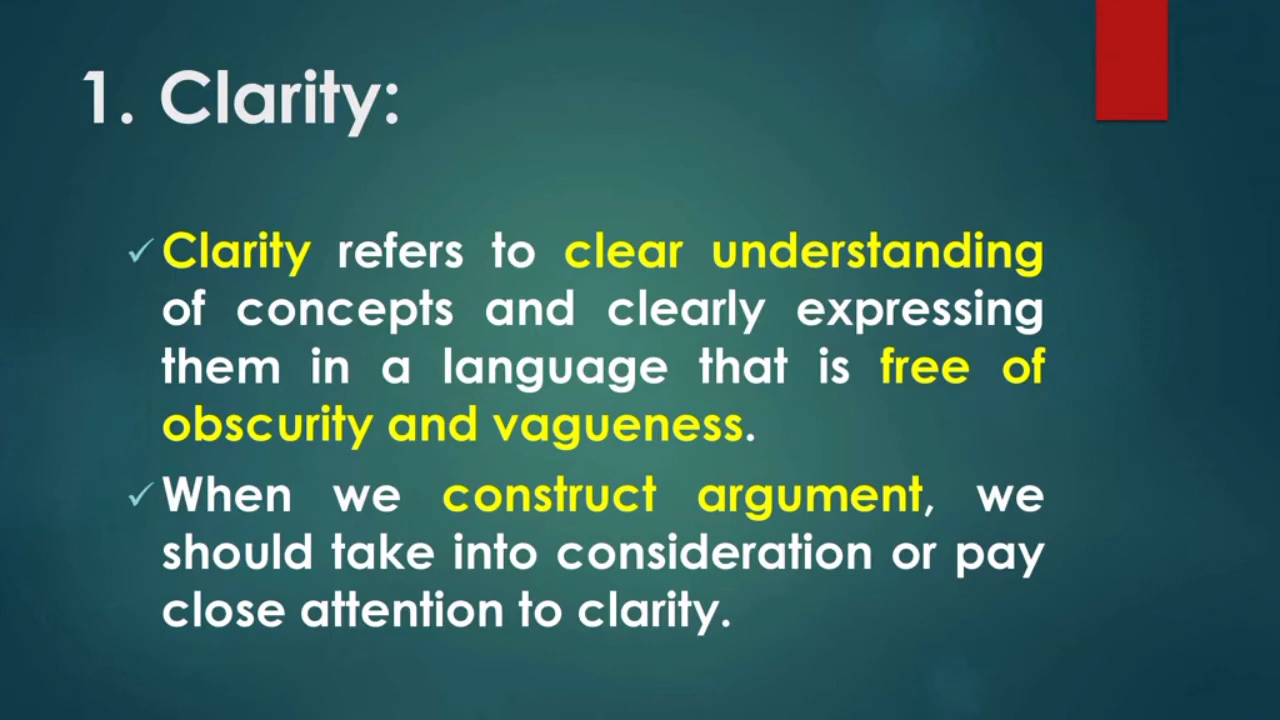 1. Clarity:
✓ Clarity refers to clear understanding
of concepts and clearly expressing
them in a language that is free of
obscurity and vagueness.
✓ When we construct argument, we
should take into consideration or pay
close attention to clarity.